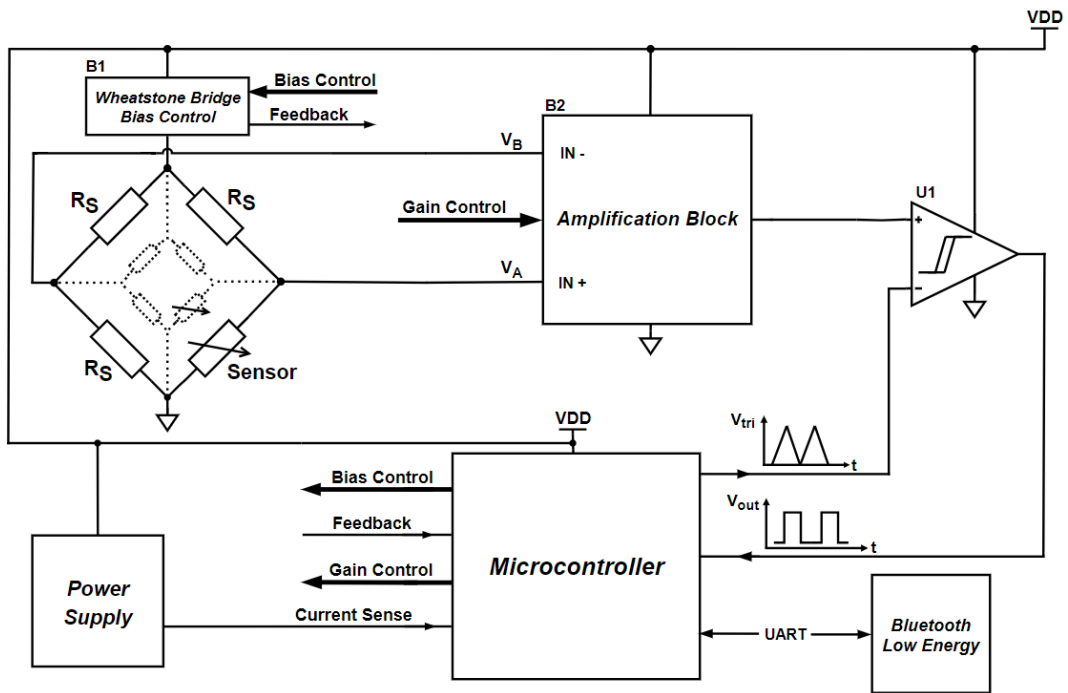 VDD
B1
Wheatstone Bridge
Bias Control
Bias Control
Feedback
B2
VB
IN -
RS
RS
Gain Control
Amplification Block
U1
+
VA
IN +
-
RS
Sensor
VDD
Vtri
t
Bias Control
Vout
Feedback
t
Microcontroller
Gain Control
Power
Supply
Current Sense
UART
Bluetooth
Low Energy